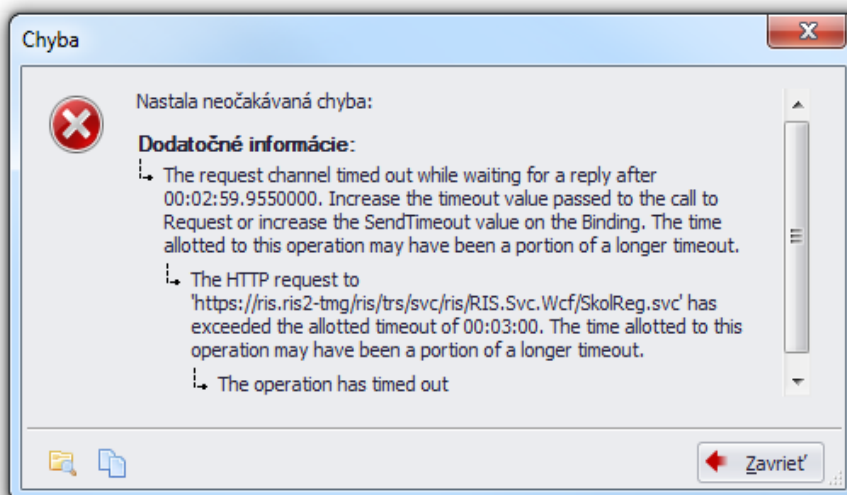 Chyba
Nastala neočakávaná chyba:
Dodatočné informácie:
The request channel timed out while waiting for a reply after
00:02:59.9550000. Increase the timeout value passed to the call to
Request or increase the SendTimeout value on the Binding. The time
allotted to this operation may have been a portion of a longer timeout.
The HTTP request to
'https://ris.ris2-tmg/ris/trs/svc/ris/RIS.Svc.Wcf/SkolReg.svc' has
exceeded the allotted timeout of 00:03:00. The time allotted to this
operation may have been a portion of a longer timeout.
The operation has timed out
Zavrieť